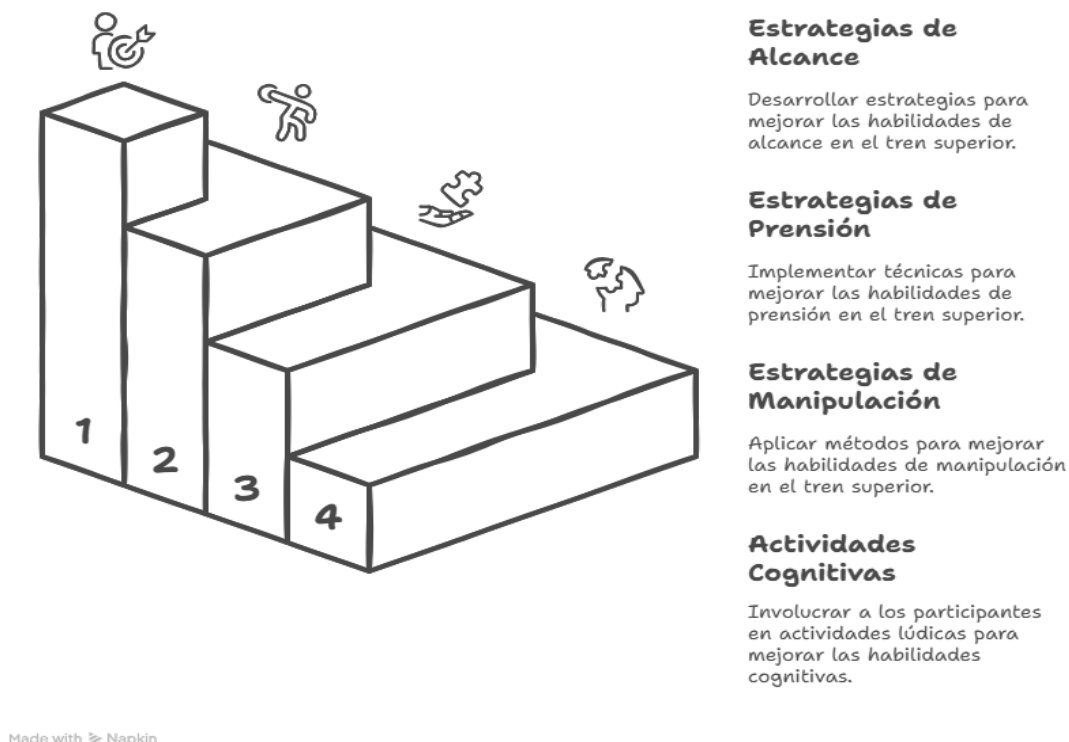 Estrategias de
Alcance
Desarrollar estrategias para
mejorar las habilidades de
alcance en el tren superior.
Estrategias de
Prensión
Implementar técnicas para
mejorar las habilidades de
prensión en el tren superior.
Estrategias de
Manipulación
Aplicar métodos para mejorar
las habilidades de manipulación
en el tren superior.
Actividades
Cognitivas
Involucrar a los participantes
en actividades lúdicas para
mejorar las habilidades
cognitivas.
1
2
3
4
Made with Napkin